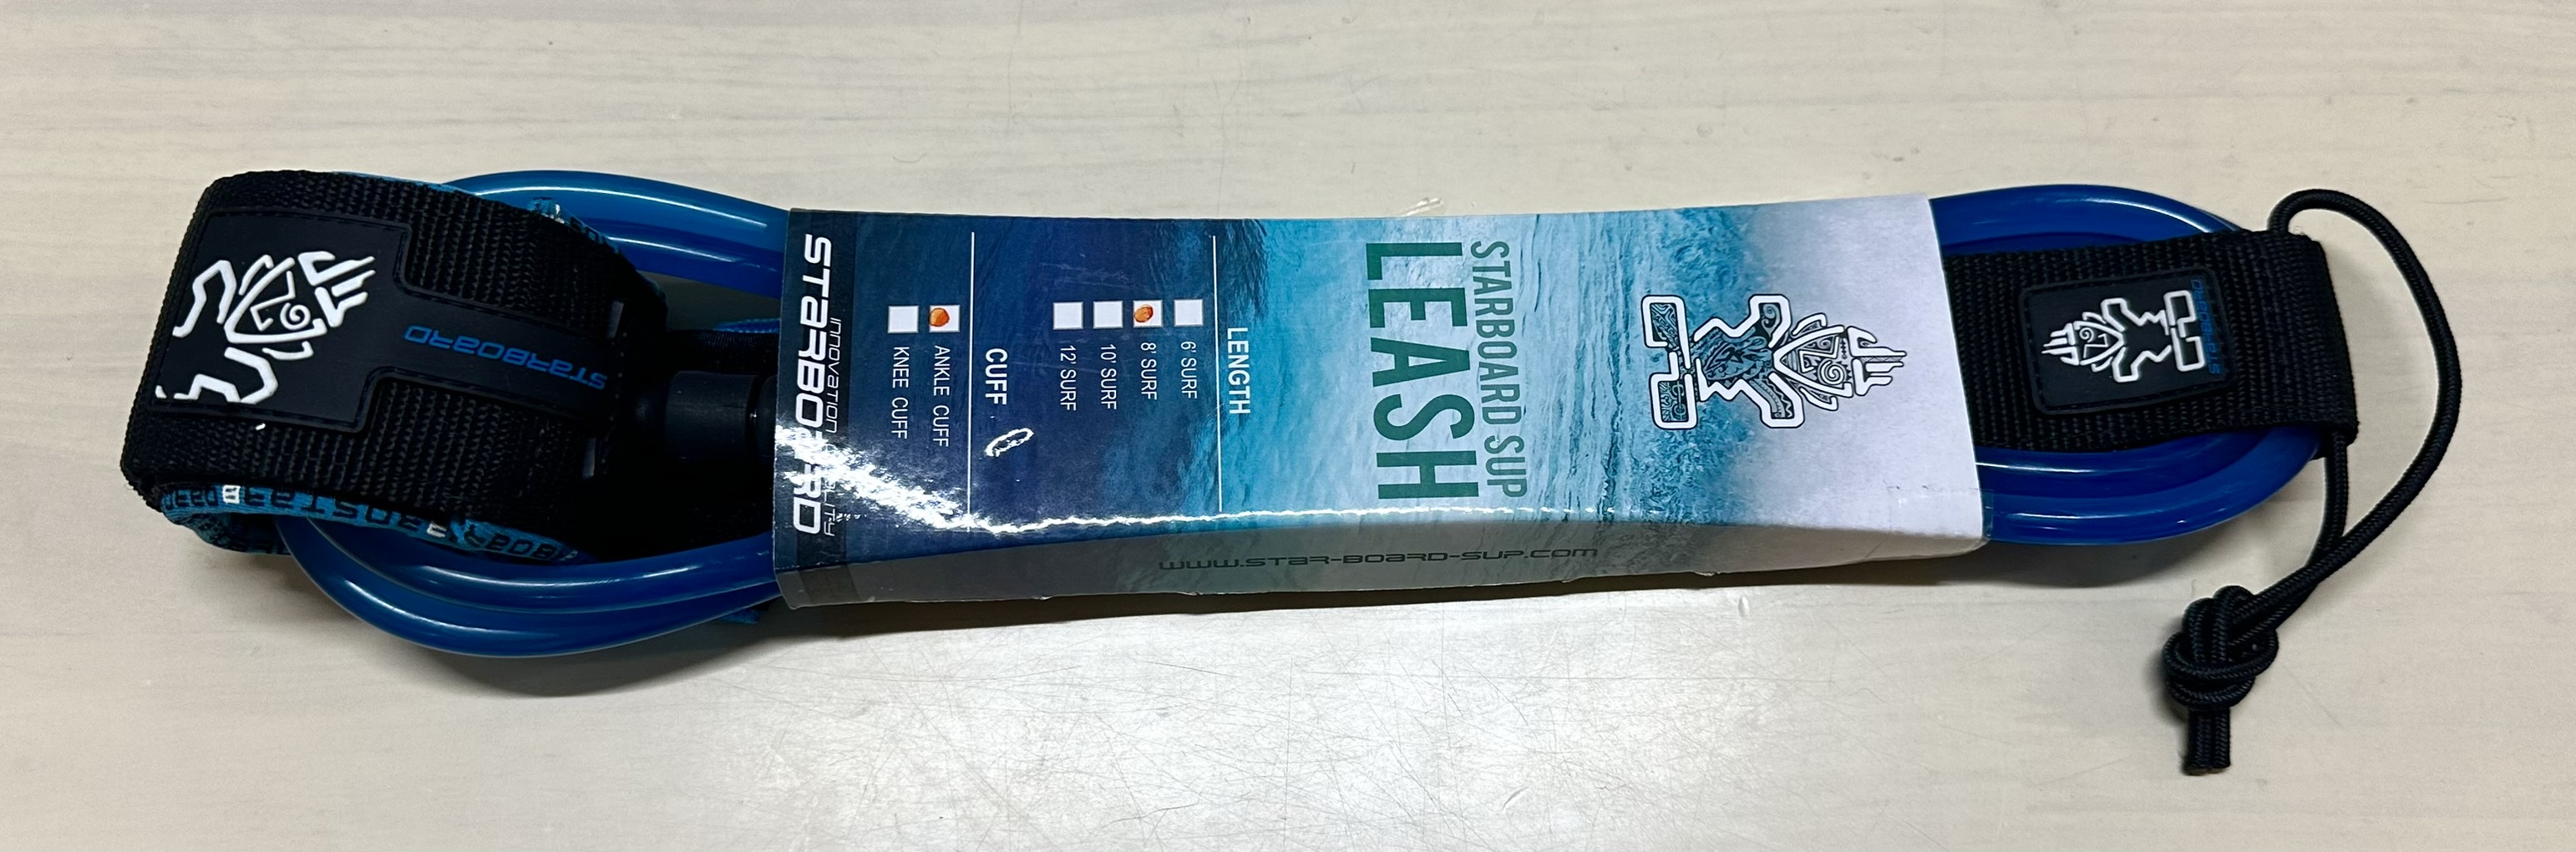 STARBOARD SUP
LEASH
LENGTH
6' SURF
8' SURF
10' SURF
12' SURF
CUFF
ANKLE CUFF
KNEE CUFF
innovation
STARBOARD
www.star-board-sup.com
STARBOARD
STARBOARD